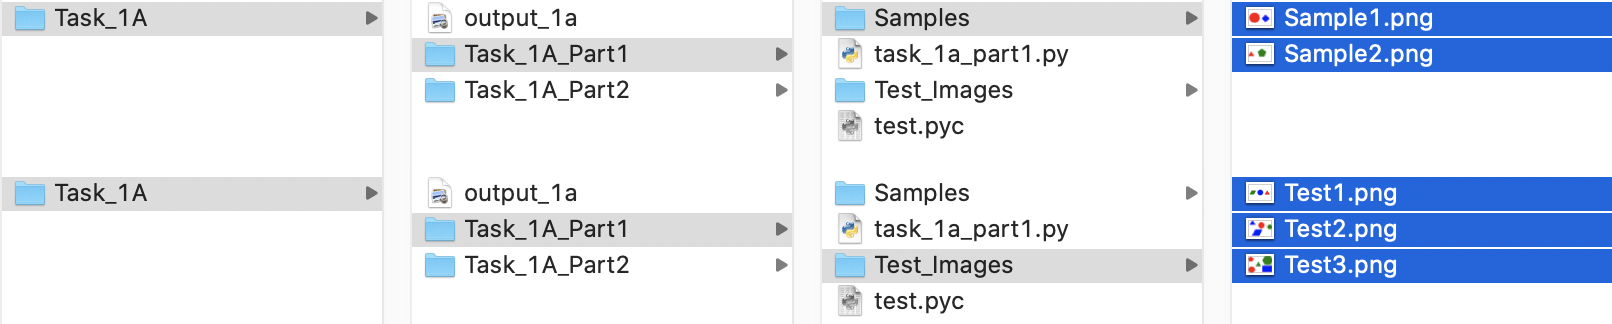 Task_1A output_1a Samples Sample1.png
Task_1A_Part1 task_1a_part1.py Sample2.png
Task_1A_Part2 Test_Images
test.pyc
Task_1A output_1a Samples Test1.png
Task_1A_Part1 task_1a_part1.py Test2.png
Task_1A_Part2 Test_Images Test3.png
test.pyc